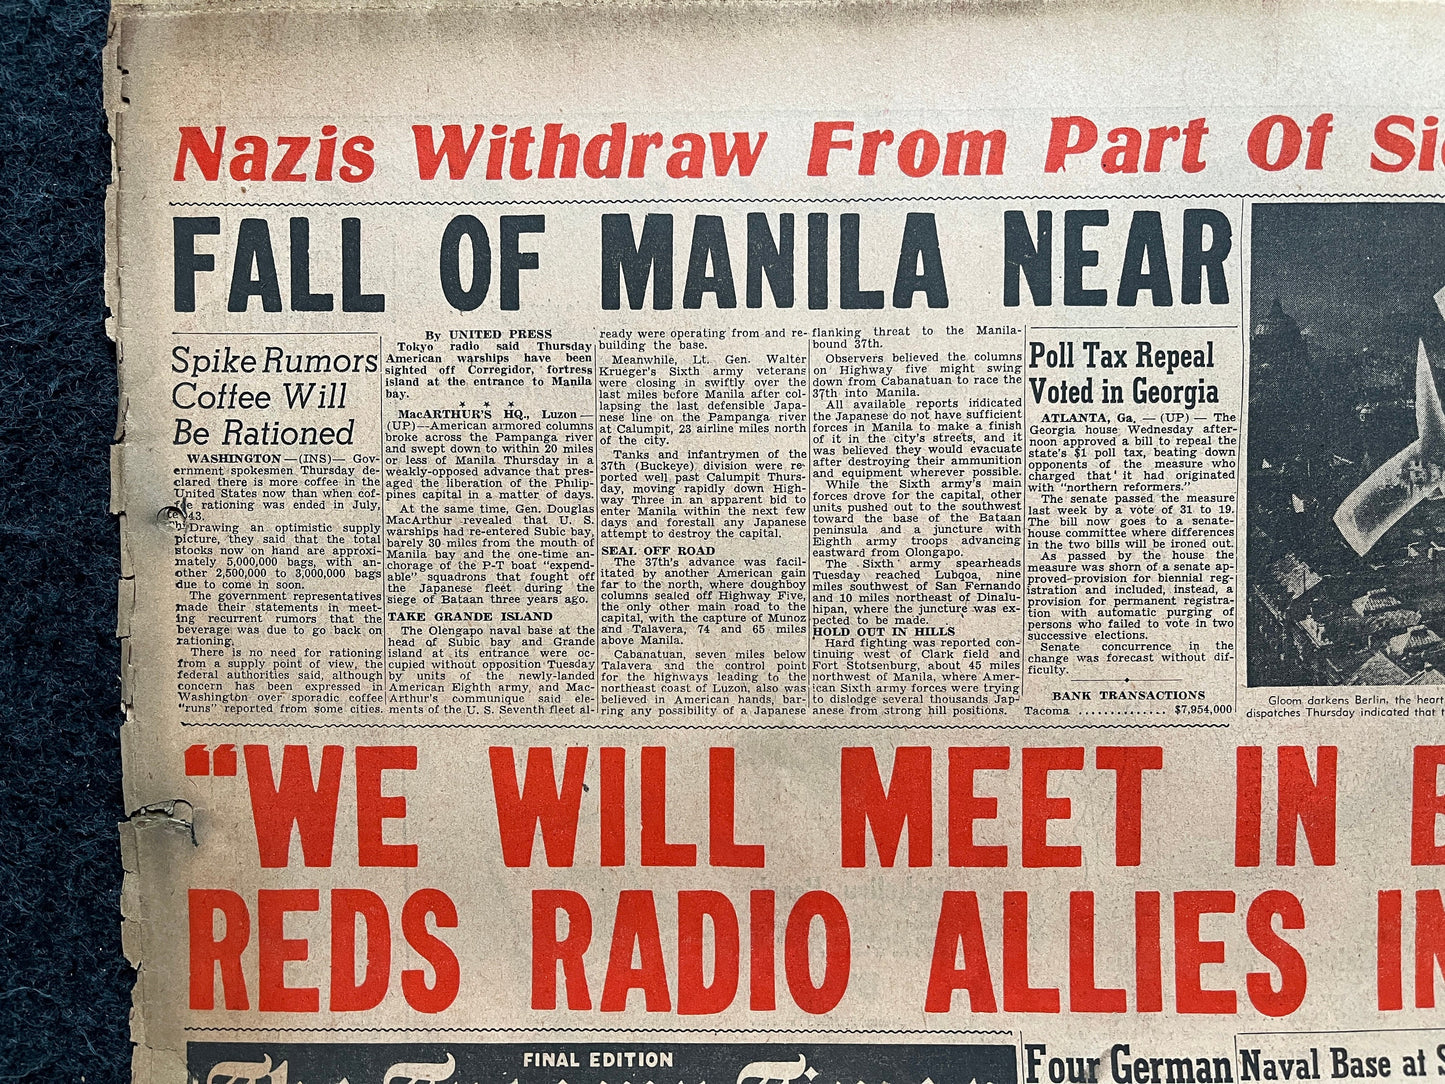 Nazis Withdraw From Part Of Si
FALL OF MANILA NEAR
Spike Rumors
Coffee Will
Be Rationed
WASHINGTON—(INS)— Gov-
ernment spokesmen Thursday de-
clared there is more coffee in the
United States now than when cof-
rationing was ended in July,
43.
Drawing an optimistic supply
picture, they said that the total
stocks now on hand are approxi-
mately 5,000,000 bags, with an-
other 2,500,000 to 3,000,000 bags
due to come in soon.
The government representatives
made their statements in meet-
ing recurrent rumors that the
beverage was due to go back on
rationing.
There is no need for rationing
from a supply point of view, the
federal authorities said, although
concern has been expressed in
Washington over sporadic coffee
"runs" reported from some cities.
By UNITED PRESS
Tokyo radio said Thursday
American warships have been
sighted off Corregidor, fortress
island at the entrance to Manila
bay.
* * *
MacARTHUR'S HQ., Luzon—
(UP)—American armored columns
broke across the Pampanga river
and swept down to within 20 miles
or less of Manila Thursday in a
weakly-opposed advance that pres-
aged the liberation of the Philip-
pines capital in a matter of days.
At the same time, Gen. Douglas
MacArthur revealed that U. S.
warships had re-entered Subic bay,
barely 30 miles from the mouth of
Manila bay and the one-time an-
chorage of the P-T boat "expend-
able" squadrons that fought off
the Japanese fleet during the
siege of Bataan three years ago.
TAKE GRANDE ISLAND
The Olengapo naval base at the
head of Subic bay and Grande
island at its entrance were oc-
cupied without opposition Tuesday
by units of the newly-landed
American Eighth army, and Mac-
Arthur's communique said ele-
ments of the U. S. Seventh fleet al-
ready were operating from and re-
building the base.
Meanwhile, Lt. Gen. Walter
Krueger's Sixth army veterans
were closing in swiftly over the
last miles before Manila after col-
lapsing the last defensible Japa-
nese line on the Pampanga river
at Calumpit, 23 airline miles north
of the city.
Tanks and infantrymen of the
37th (Buckeye) division were re-
ported well past Calumpit Thurs-
day, moving rapidly down High-
way Three in an apparent bid to
enter Manila within the next few
days and forestall any Japanese
attempt to destroy the capital.
SEAL OFF ROAD
The 37th's advance was facil-
itated by another American gain
far to the north, where doughboy
columns sealed off Highway Five,
the only other main road to the
capital, with the capture of Munoz
and Talavera, 74 and 65 miles
above Manila.
Cabanatuan, seven miles below
Talavera and the control point
for the highways leading to the
northeast coast of Luzon, also was
believed in American hands, bar-
ring any possibility of a Japanese
flanking threat to the Manila-
bound 37th.
Observers believed the columns
on Highway five might swing
down from Cabanatuan to race the
37th into Manila.
All available reports indicated
the Japanese do not have sufficient
forces in Manila to make a finish
of it in the city's streets, and it
was believed they would evacuate
after destroying their ammunition
and equipment wherever possible.
While the Sixth army's main
forces drove for the capital, other
units pushed out to the southwest
toward the base of the Bataan
peninsula and a juncture with
Eighth army troops advancing
eastward from Olongapo.
The Sixth army spearheads
Tuesday reached Lubqoa, nine
miles southwest of San Fernando
and 10 miles northeast of Dinalu-
hipan, where the juncture was ex-
pected to be made.
HOLD OUT IN HILLS
Hard fighting was reported con-
tinuing west of Clark field and
Fort Stotsenburg, about 45 miles
northwest of Manila, where Amer-
ican Sixth army forces were trying
to dislodge several thousands Jap-
anese from strong hill positions.
Poll Tax Repeal
Voted in Georgia
ATLANTA, Ga. — (UP) — The
Georgia house Wednesday after-
noon approved a bill to repeal the
state's $1 poll tax, beating down
opponents of the measure who
charged that it had originated
with "northern reformers."
The senate passed the measure
last week by a vote of 31 to 19.
The bill now goes to a senate-
house committee where differences
in the two bills will be ironed out.
As passed by the house the
measure was shorn of a senate ap-
proved provision for biennial reg-
istration and included, instead, a
provision for permanent registra-
tion with automatic purging of
persons who failed to vote in two
successive elections.
Senate concurrence in the
change was forecast without dif-
ficulty.
BANK TRANSACTIONS
Tacoma ............. $7,954,000
Gloom darkens Berlin, the heart
dispatches Thursday indicated that t
"WE WILL MEET IN B
REDS RADIO ALLIES IN
FINAL EDITION
Four German
Naval Base at S